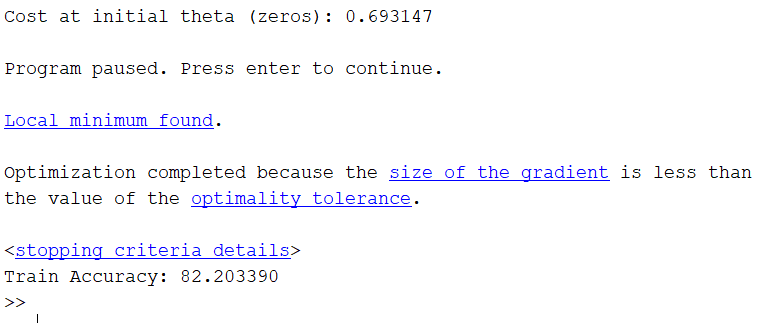 Cost at initial theta (zeros): 0.693147
Program paused. Press enter to continue.
Local minimum found.
Optimization completed because the size of the gradient is less than
the value of the optimality tolerance.
<stopping criteria details>
Train Accuracy: 82.203390
>>